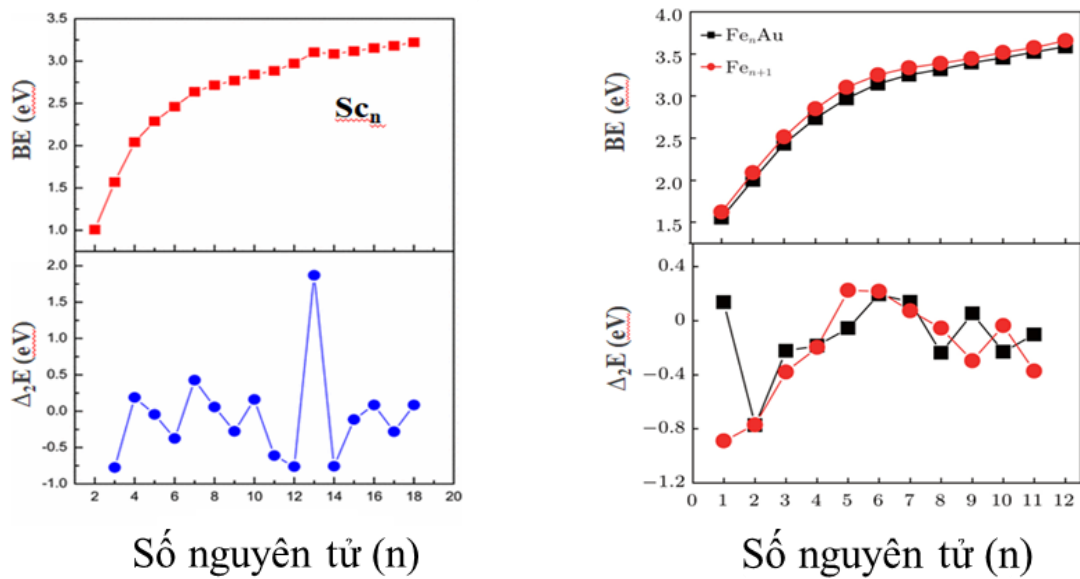 3.5
3.0
2.5
2.0
1.5
1.0
BE (eV)
Scn
2.0
1.5
1.0
0.5
0.0
-0.5
-1.0
Δ2E (eV)
2 4 6 8 10 12 14 16 18 20
Số nguyên tử (n)
4.0
3.5
2.5
2.0
1.5
BE (eV)
FenAu
Fen+1
0.4
0
−0.4
−0.8
−1.2
Δ2E (eV)
0 1 2 3 4 5 6 7 8 9 10 11 12
Số nguyên tử (n)